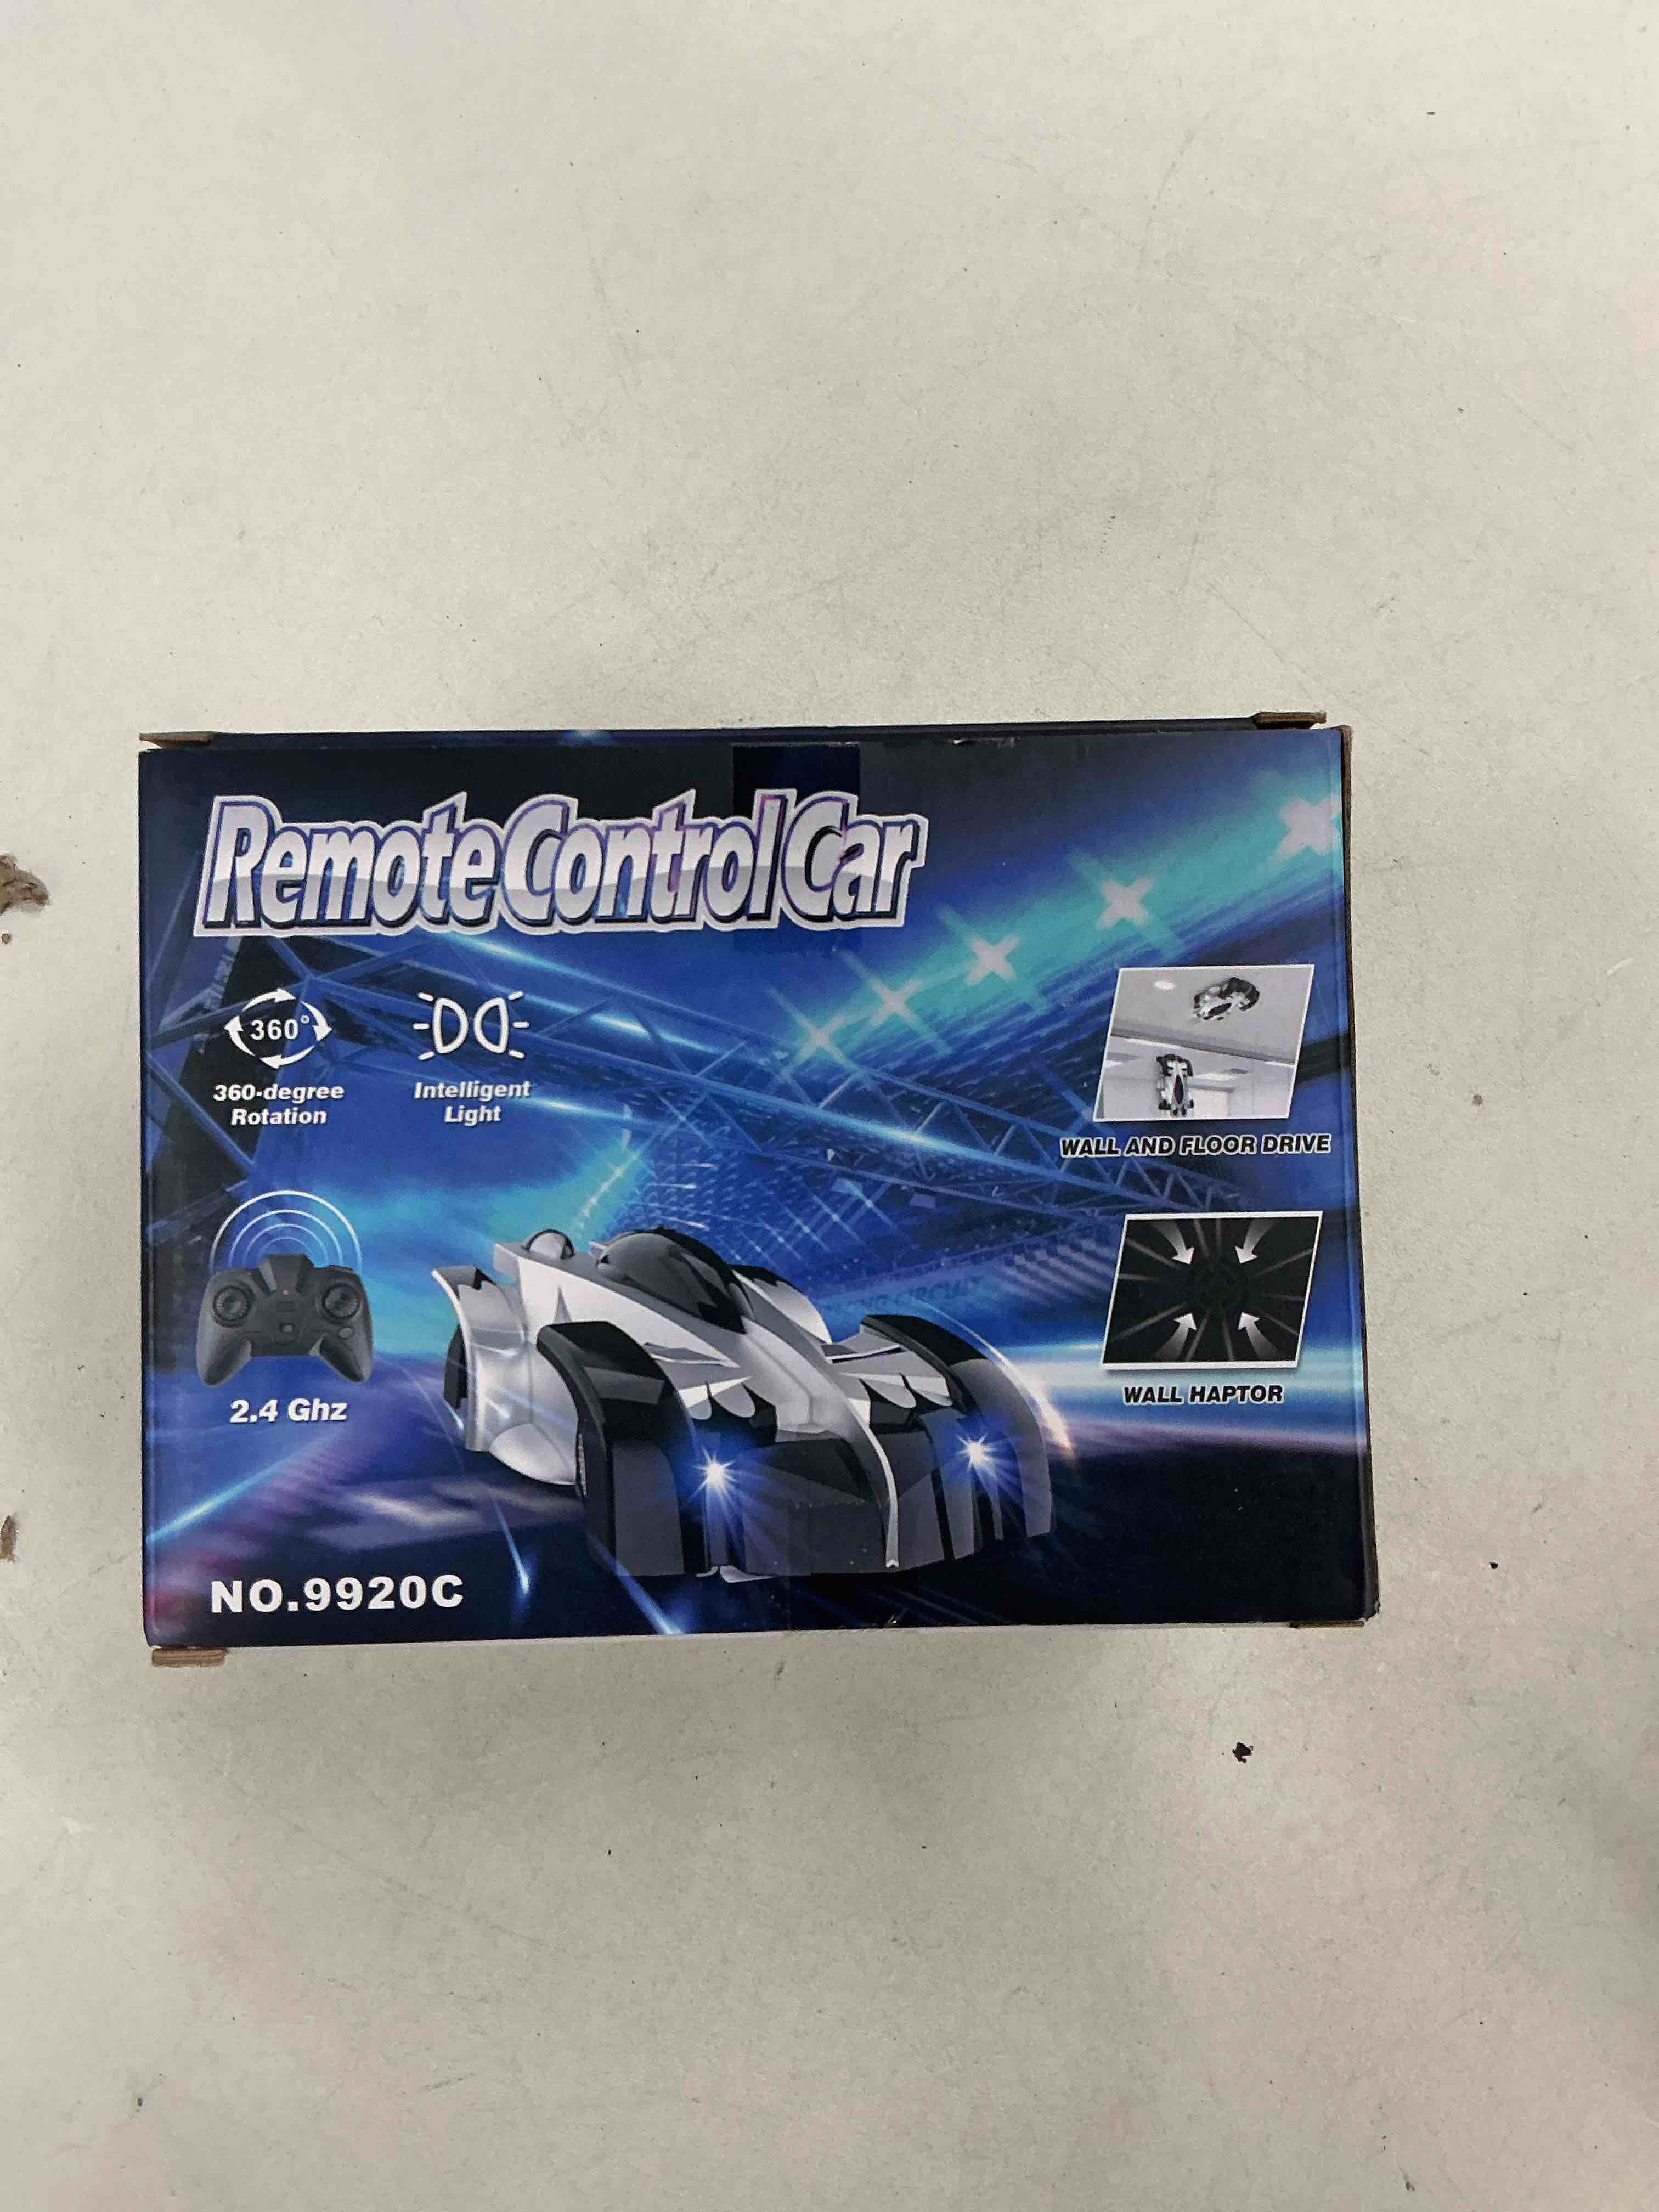 Remote Control Car
360°
360-degree
Rotation
Intelligent
Light
WALL AND FLOOR DRIVE
2.4 Ghz
WALL HAPTOR
NO.9920C